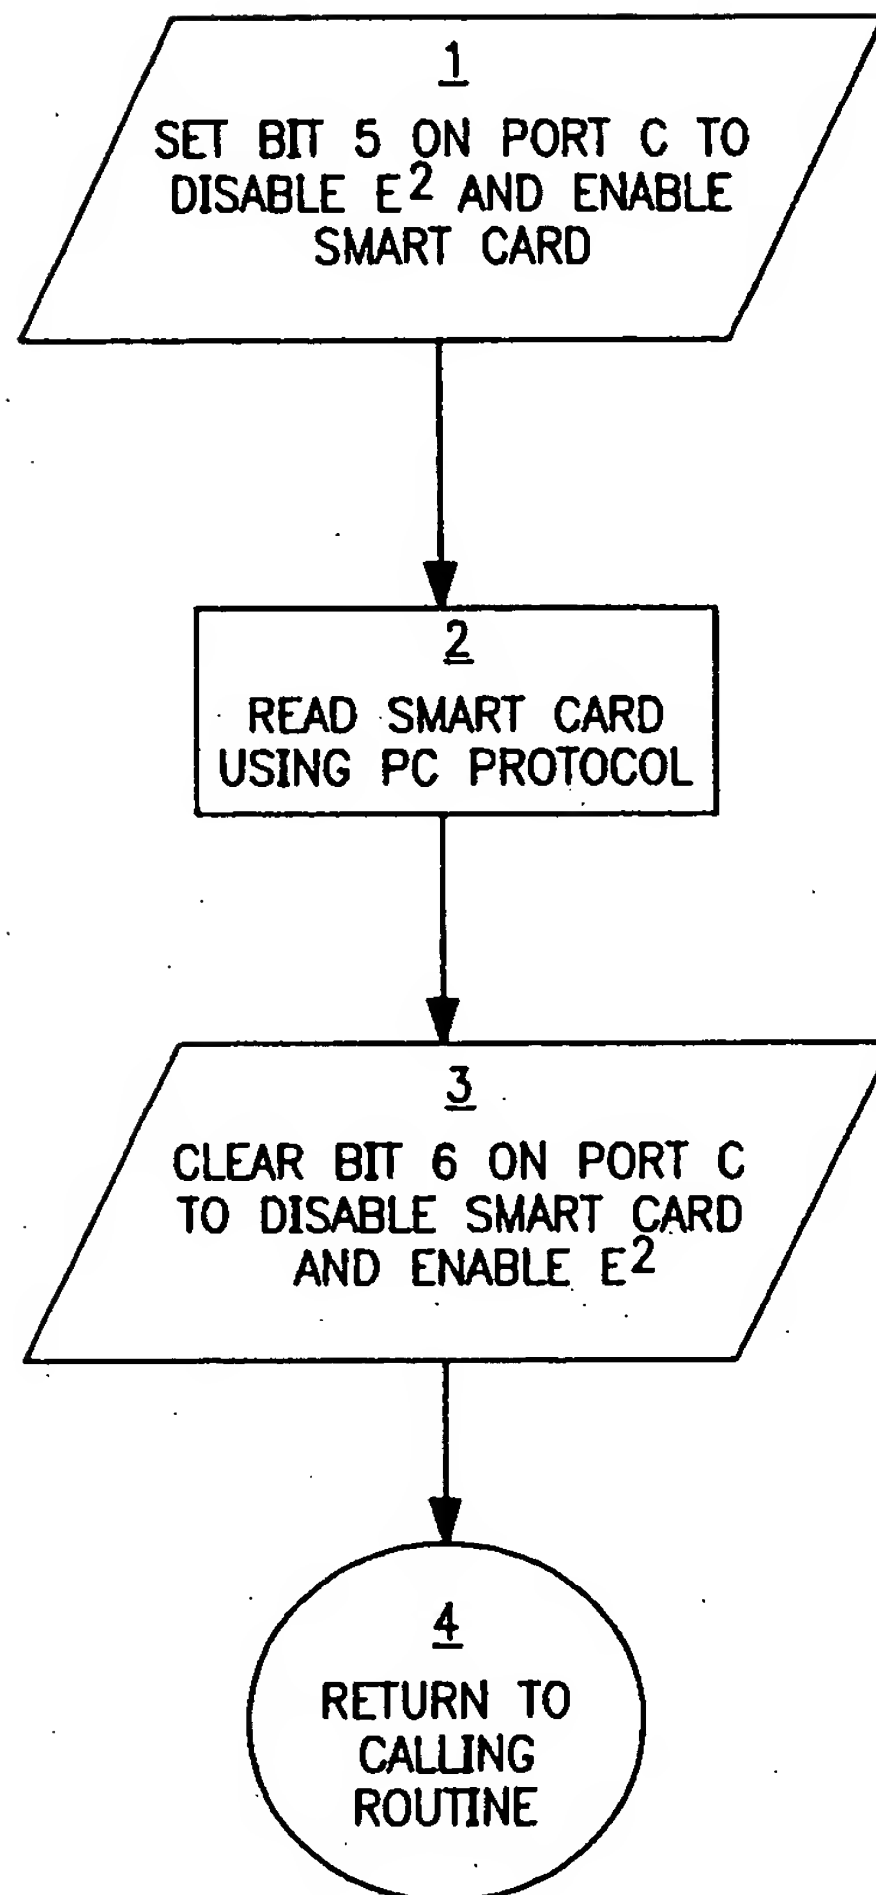 1
SET BIT 5 ON PORT C TO
DISABLE E² AND ENABLE
SMART CARD
2
READ SMART CARD
USING PC PROTOCOL
3
CLEAR BIT 6 ON PORT C
TO DISABLE SMART CARD
AND ENABLE E²
4
RETURN TO
CALLING
ROUTINE